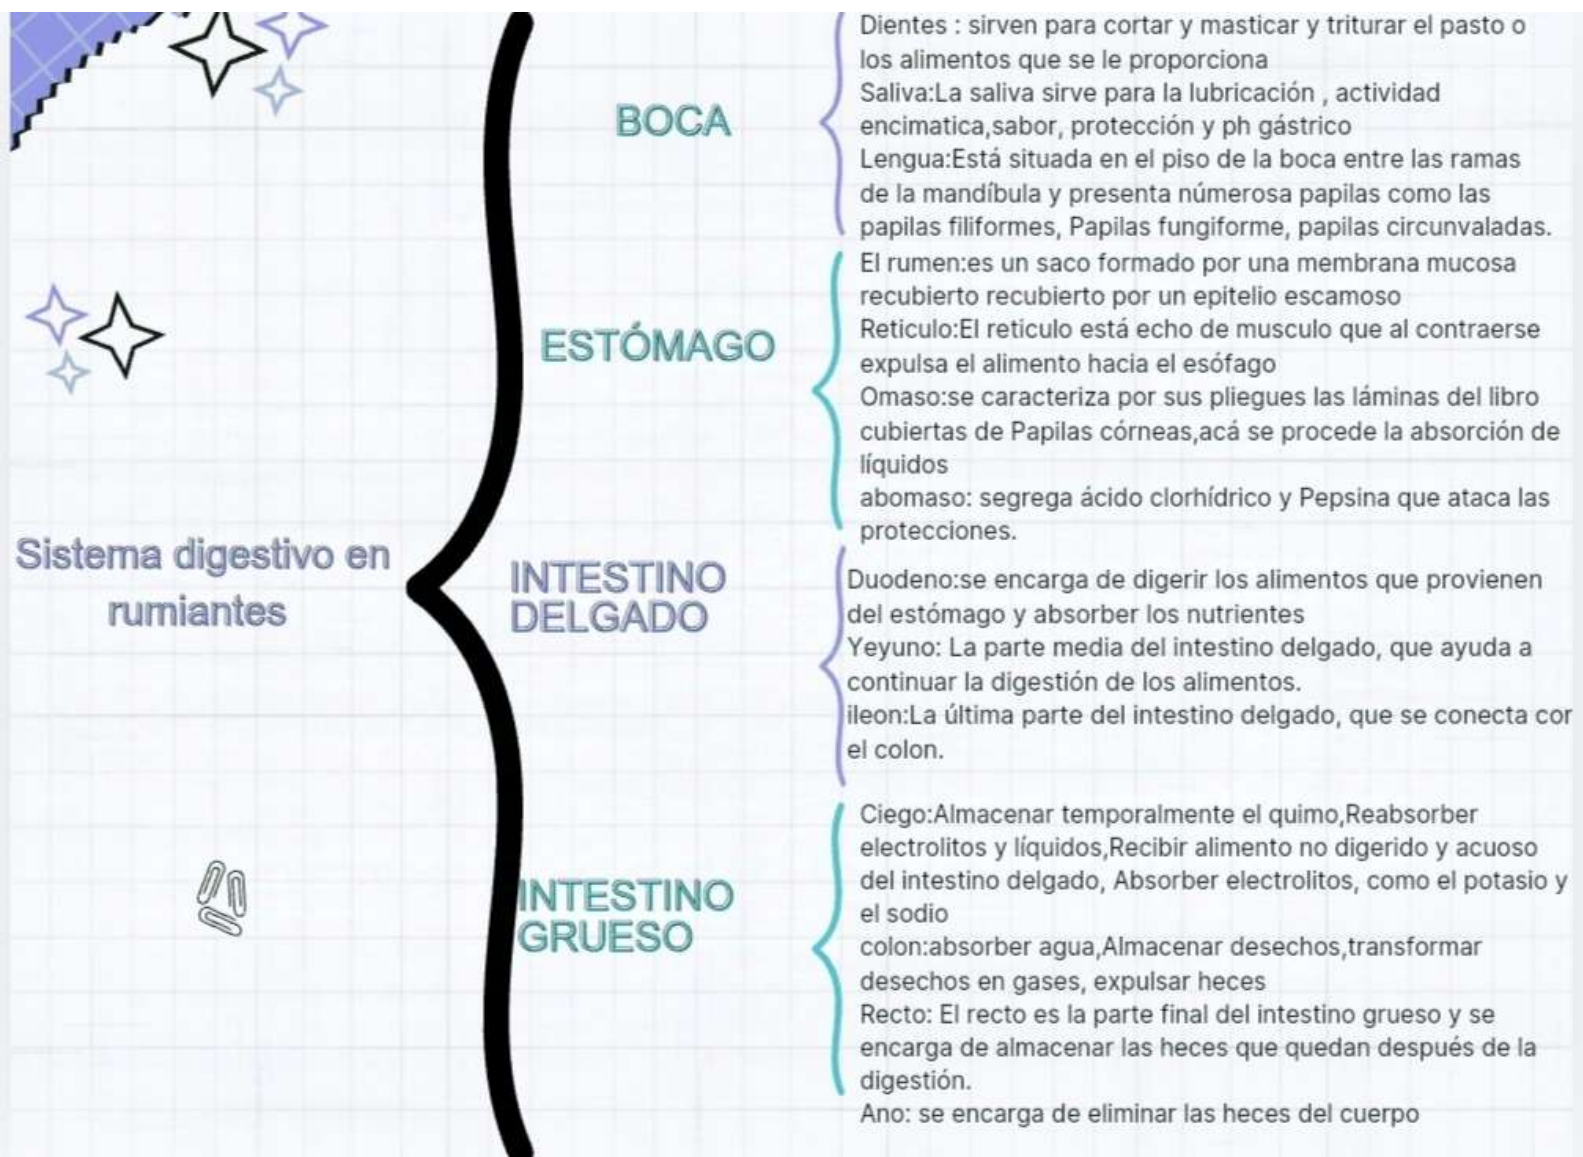 Sistema digestivo en
rumiantes
BOCA
Dientes : sirven para cortar y masticar y triturar el pasto o
los alimentos que se le proporciona
Saliva:La saliva sirve para la lubricación , actividad
encimatica,sabor, protección y ph gástrico
Lengua:Está situada en el piso de la boca entre las ramas
de la mandíbula y presenta númerosa papilas como las
papilas filiformes, Papilas fungiforme, papilas circunvaladas.
ESTÓMAGO
El rumen:es un saco formado por una membrana mucosa
recubierto recubierto por un epitelio escamoso
Reticulo:El reticulo está echo de musculo que al contraerse
expulsa el alimento hacia el esófago
Omaso:se caracteriza por sus pliegues las láminas del libro
cubiertas de Papilas córneas,acá se procede la absorción de
líquidos
abomaso: segrega ácido clorhídrico y Pepsina que ataca las
protecciones.
INTESTINO
DELGADO
Duodeno:se encarga de digerir los alimentos que provienen
del estómago y absorber los nutrientes
Yeyuno: La parte media del intestino delgado, que ayuda a
continuar la digestión de los alimentos.
ileon:La última parte del intestino delgado, que se conecta cor
el colon.
INTESTINO
GRUESO
Ciego:Almacenar temporalmente el quimo,Reabsorber
electrolitos y líquidos,Recibir alimento no digerido y acuoso
del intestino delgado, Absorber electrolitos, como el potasio y
el sodio
colon:absorber agua,Almacenar desechos,transformar
desechos en gases, expulsar heces
Recto: El recto es la parte final del intestino grueso y se
encarga de almacenar las heces que quedan después de la
digestión.
Ano: se encarga de eliminar las heces del cuerpo